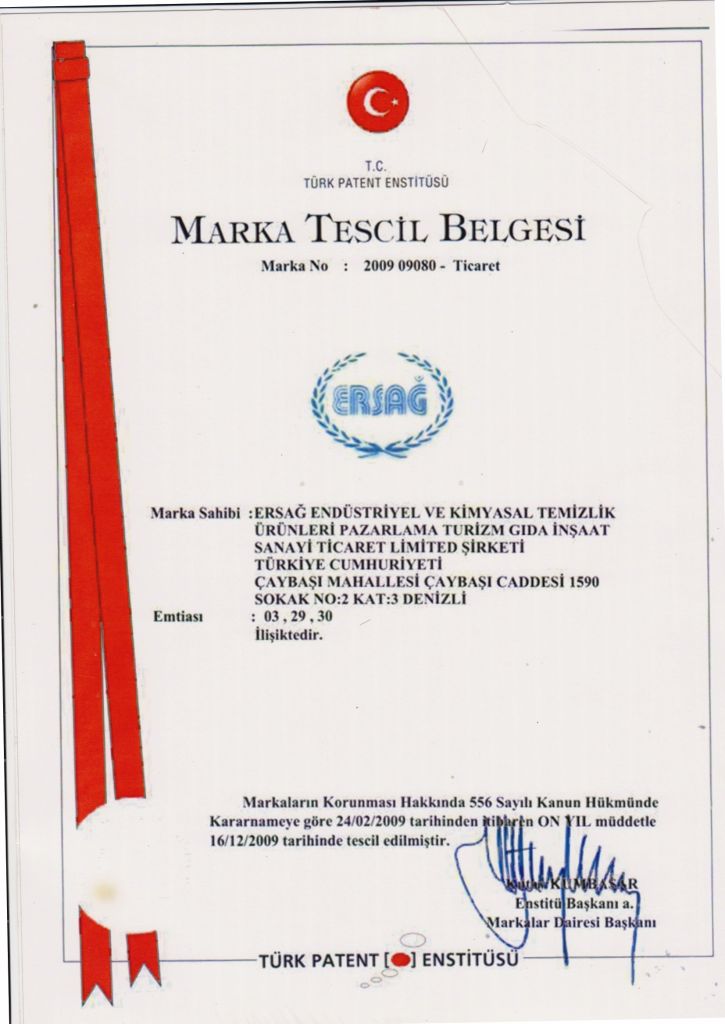 T.C.
TÜRK PATENT ENSTİTÜSÜ
MARKA TESCİL BELGESİ
Marka No : 2009 09080 - Ticaret
ERSAĞ
Marka Sahibi :ERSAĞ ENDÜSTRİYEL VE KİMYASAL TEMİZLİK
ÜRÜNLERİ PAZARLAMA TURİZM GIDA İNŞAAT
SANAYİ TİCARET LİMİTED ŞİRKETİ
TÜRKİYE CUMHURİYETİ
ÇAYBAŞI MAHALLESİ ÇAYBAŞI CADDESİ 1590
SOKAK NO:2 KAT:3 DENİZLİ
Emtiası : 03 , 29 , 30
İlişiktedir.
Markaların Korunması Hakkında 556 Sayılı Kanun Hükmünde
Kararnameye göre 24/02/2009 tarihinden itibaren ON YIL müddetle
16/12/2009 tarihinde tescil edilmiştir.
KUMBASAR
Enstitü Başkanı a.
Markalar Dairesi Başkanı
TÜRK PATENT [ ] ENSTİTÜSÜ